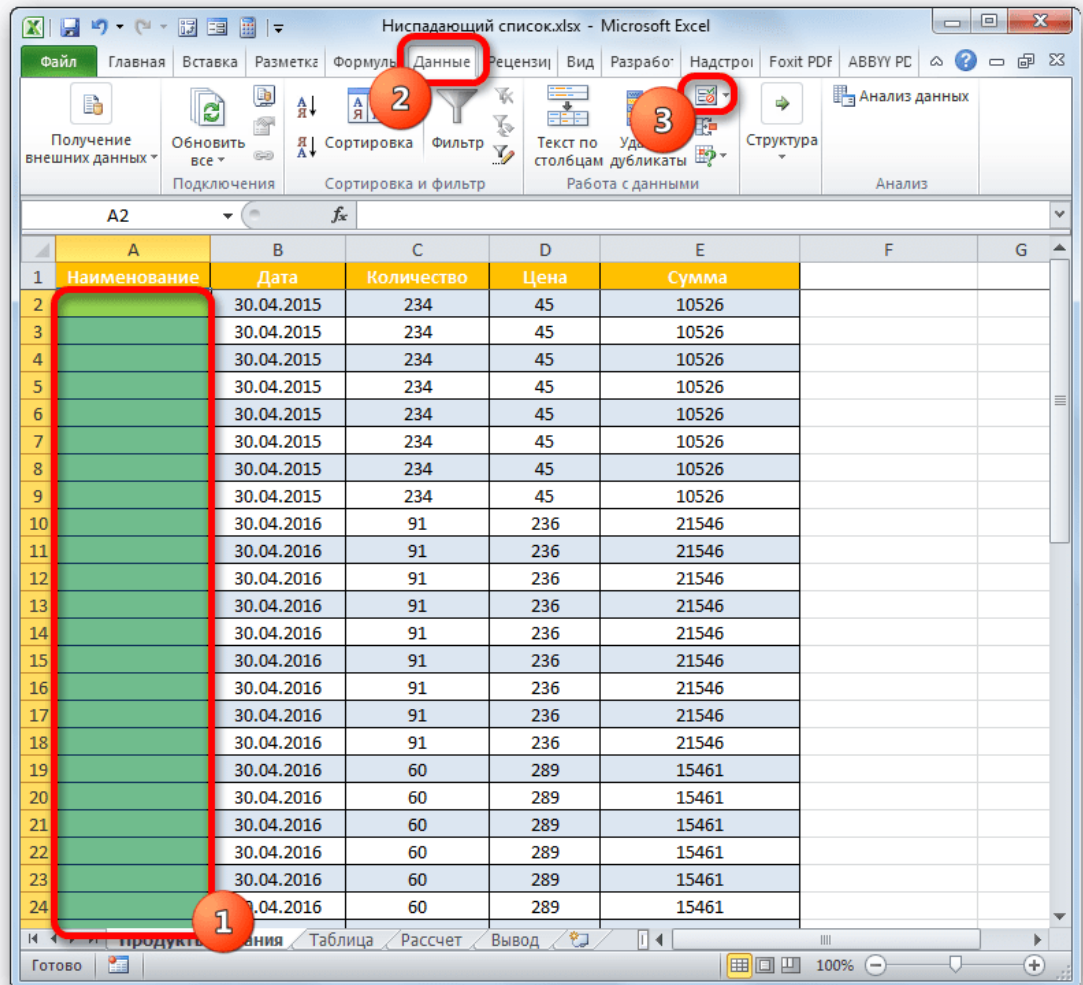 Ниспадающий список.xlsx - Microsoft Excel
Файл Главная Вставка Разметка Формулы Данные Рецензи Вид Разработ Надстрои Foxit PDF ABBYY PD
Получение внешних данных
Обновить все
Подключения
Сортировка
Фильтр
Сортировка и фильтр
Текст по столбцам
дубликаты
Работа с данными
Структура
Анализ данных
Анализ
2
3
A2 fx
A B C D E F G
1 Наименование Дата Количество Цена Сумма
2 30.04.2015 234 45 10526
3 30.04.2015 234 45 10526
4 30.04.2015 234 45 10526
5 30.04.2015 234 45 10526
6 30.04.2015 234 45 10526
7 30.04.2015 234 45 10526
8 30.04.2015 234 45 10526
9 30.04.2015 234 45 10526
10 30.04.2016 91 236 21546
11 30.04.2016 91 236 21546
12 30.04.2016 91 236 21546
13 30.04.2016 91 236 21546
14 30.04.2016 91 236 21546
15 30.04.2016 91 236 21546
16 30.04.2016 91 236 21546
17 30.04.2016 91 236 21546
18 30.04.2016 91 236 21546
19 30.04.2016 60 289 15461
20 30.04.2016 60 289 15461
21 30.04.2016 60 289 15461
22 30.04.2016 60 289 15461
23 30.04.2016 60 289 15461
24 .04.2016 60 289 15461
1
Таблица Рассчет Вывод
Готово 100%